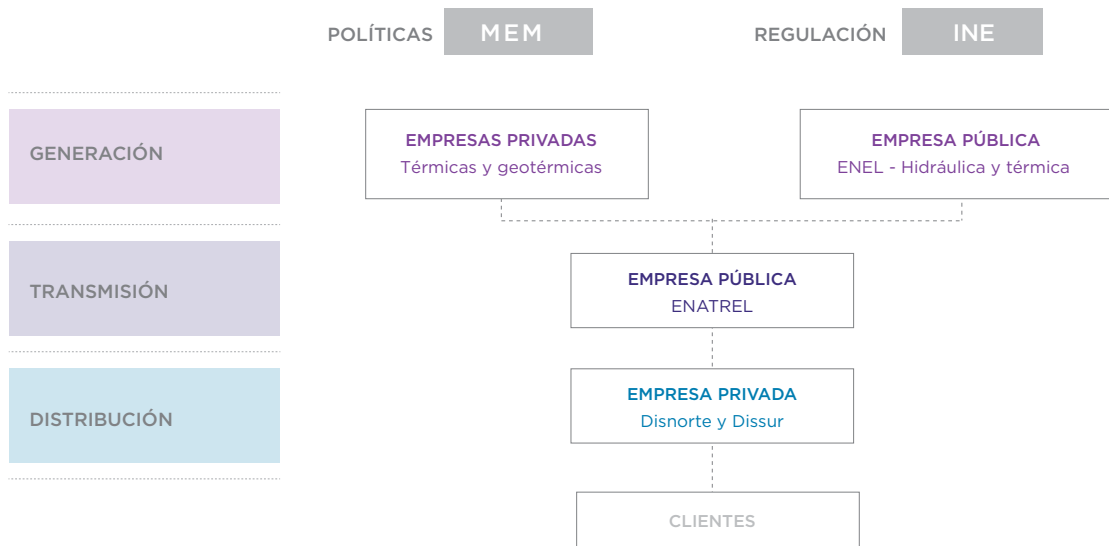 POLÍTICAS MEM REGULACIÓN INE
GENERACIÓN
EMPRESAS PRIVADAS
Térmicas y geotérmicas
EMPRESA PÚBLICA
ENEL - Hidráulica y térmica
TRANSMISIÓN
EMPRESA PÚBLICA
ENATREL
DISTRIBUCIÓN
EMPRESA PRIVADA
Disnorte y Dissur
CLIENTES